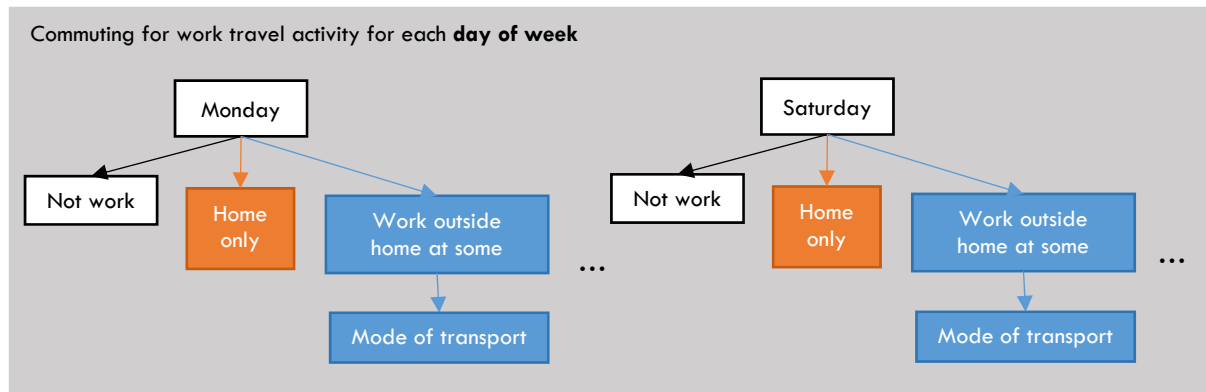 Commuting for work travel activity for each day of week
Monday
Saturday
Not work
Home
only
Work outside
home at some
...
Mode of transport
Not work
Home
only
Work outside
home at some
...
Mode of transport